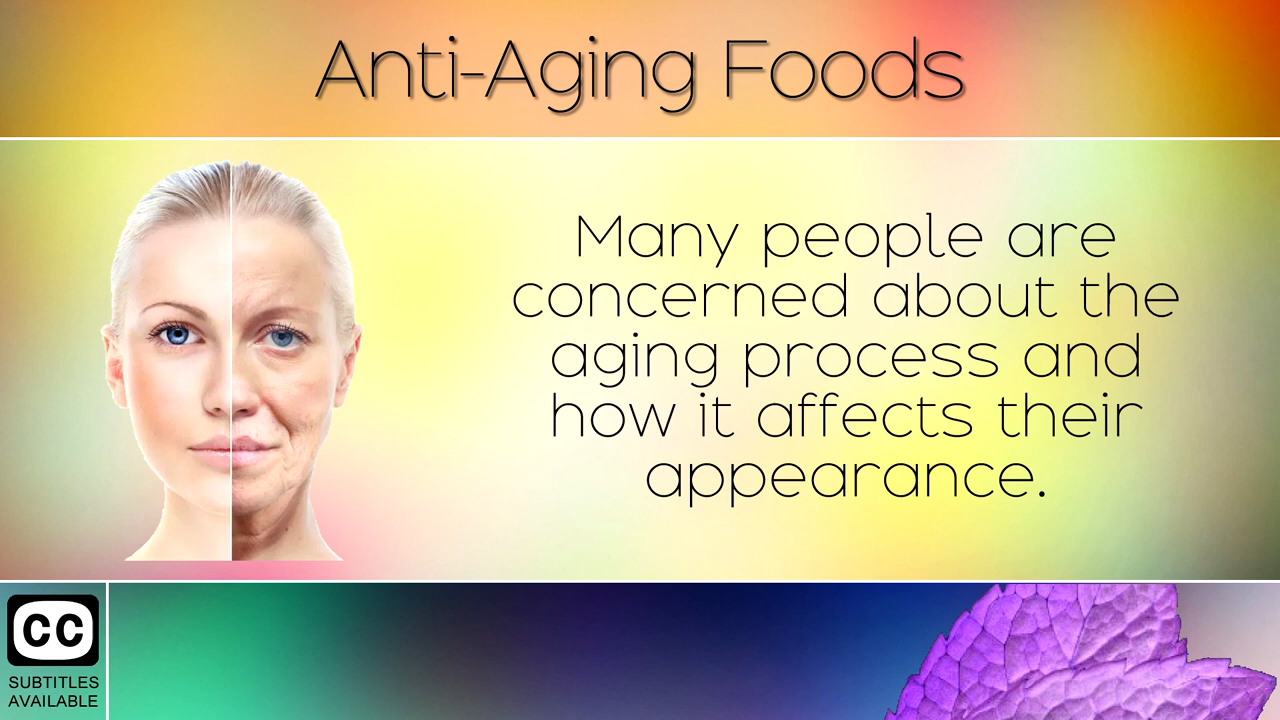 Anti-Aging Foods
Many people are
concerned about the
aging process and
how it affects their
appearance.
CC
SUBTITLES
AVAILABLE